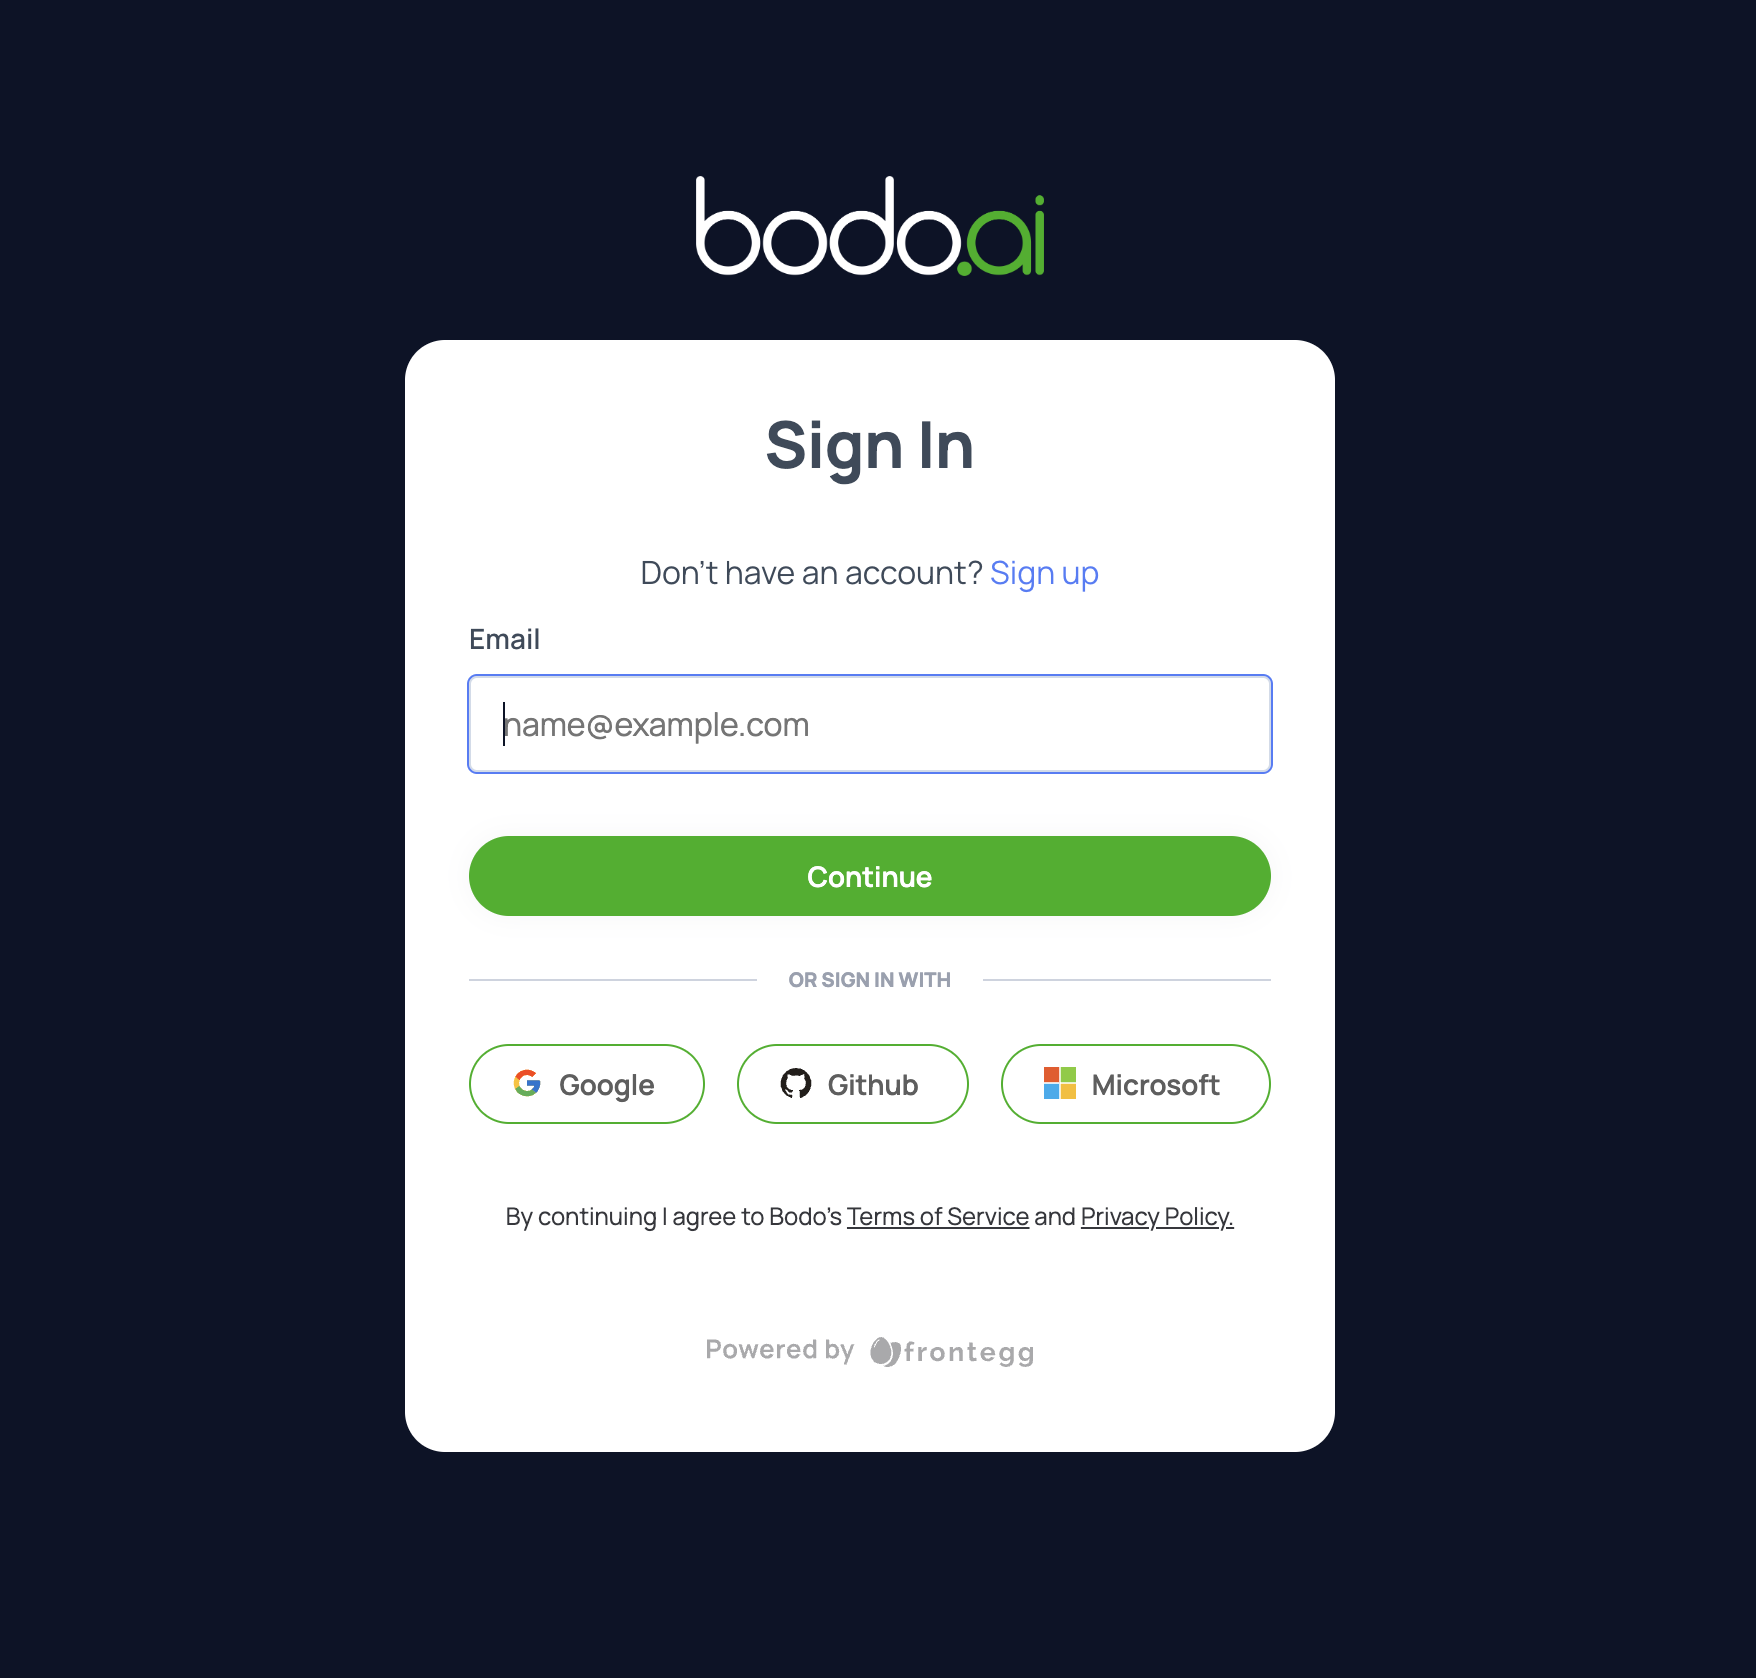 bodo.ai
Sign In
Don't have an account? Sign up
Email
name@example.com
Continue
OR SIGN IN WITH
Google
Github
Microsoft
By continuing I agree to Bodo's Terms of Service and Privacy Policy.
Powered by frontegg